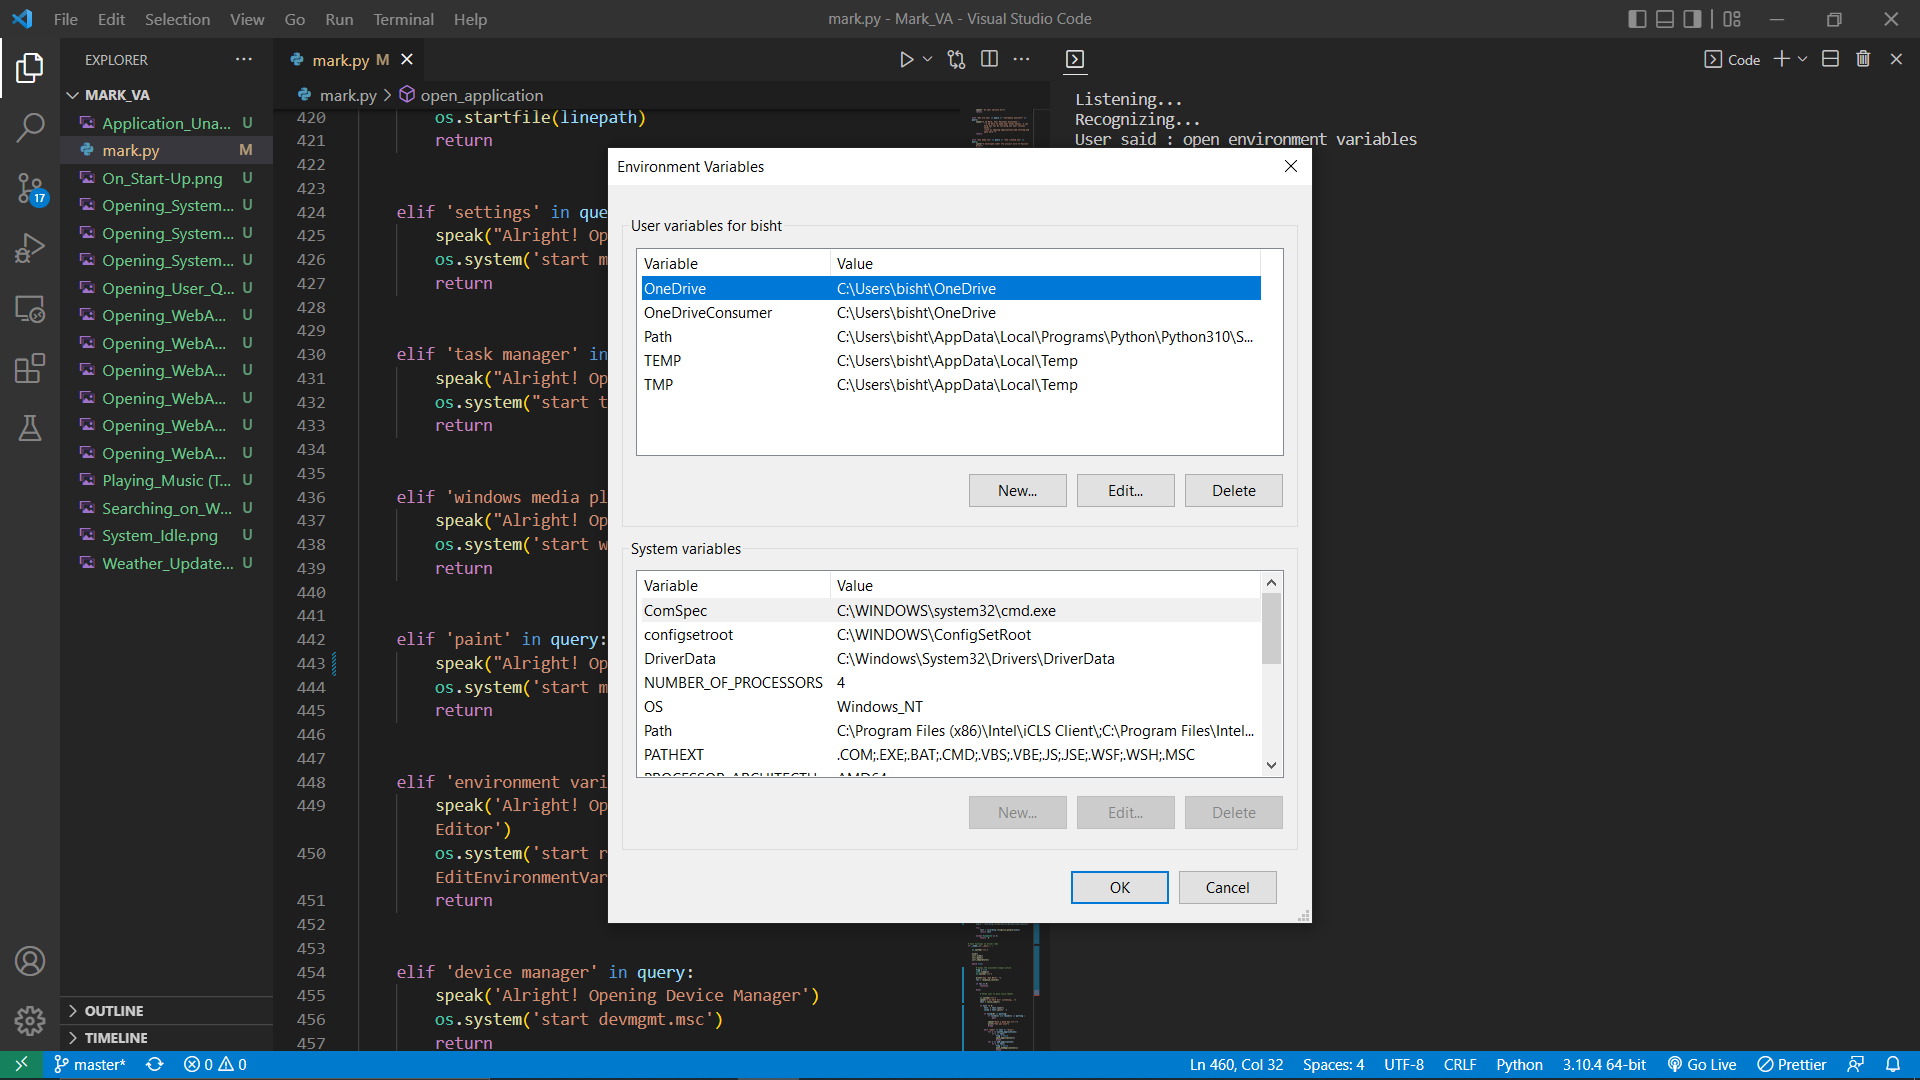 File Edit Selection View Go Run Terminal Help
mark.py - Mark_VA - Visual Studio Code
EXPLORER
MARK_VA
Application_Una... U
mark.py M
On_Start-Up.png U
Opening_System... U
Opening_System... U
Opening_System... U
Opening_User_Q... U
Opening_WebA... U
Opening_WebA... U
Opening_WebA... U
Opening_WebA... U
Opening_WebA... U
Opening_WebA... U
Playing_Music (T... U
Searching_on_W... U
System_Idle.png U
Weather_Update... U
OUTLINE
TIMELINE
17
mark.py M
mark.py > open_application
420 os.startfile(linepath)
421 return
422
423
424 elif 'settings' in que
425 speak("Alright! Op
426 os.system('start m
427 return
428
429
430 elif 'task manager' in
431 speak("Alright! Op
432 os.system("start t
433 return
434
435
436 elif 'windows media pl
437 speak("Alright! Op
438 os.system('start w
439 return
440
441
442 elif 'paint' in query:
443 speak("Alright! Op
444 os.system('start m
445 return
446
447
448 elif 'environment vari
449 speak('Alright! Op
Editor')
450 os.system('start r
EditEnvironmentVar
451 return
452
453
454 elif 'device manager' in query:
455 speak('Alright! Opening Device Manager')
456 os.system('start devmgmt.msc')
457 return
Code
Listening...
Recognizing...
User said : open environment variables
Environment Variables
User variables for bisht
Variable Value
OneDrive C:\Users\bisht\OneDrive
OneDriveConsumer C:\Users\bisht\OneDrive
Path C:\Users\bisht\AppData\Local\Programs\Python\Python310\S...
TEMP C:\Users\bisht\AppData\Local\Temp
TMP C:\Users\bisht\AppData\Local\Temp
New... Edit... Delete
System variables
Variable Value
ComSpec C:\WINDOWS\system32\cmd.exe
configsetroot C:\WINDOWS\ConfigSetRoot
DriverData C:\Windows\System32\Drivers\DriverData
NUMBER_OF_PROCESSORS 4
OS Windows_NT
Path C:\Program Files (x86)\Intel\iCLS Client\;C:\Program Files\Intel...
PATHEXT .COM;.EXE;.BAT;.CMD;.VBS;.VBE;.JS;.JSE;.WSF;.WSH;.MSC
New... Edit... Delete
OK Cancel
master* 0 0
Ln 460, Col 32 Spaces: 4 UTF-8 CRLF Python 3.10.4 64-bit Go Live Prettier